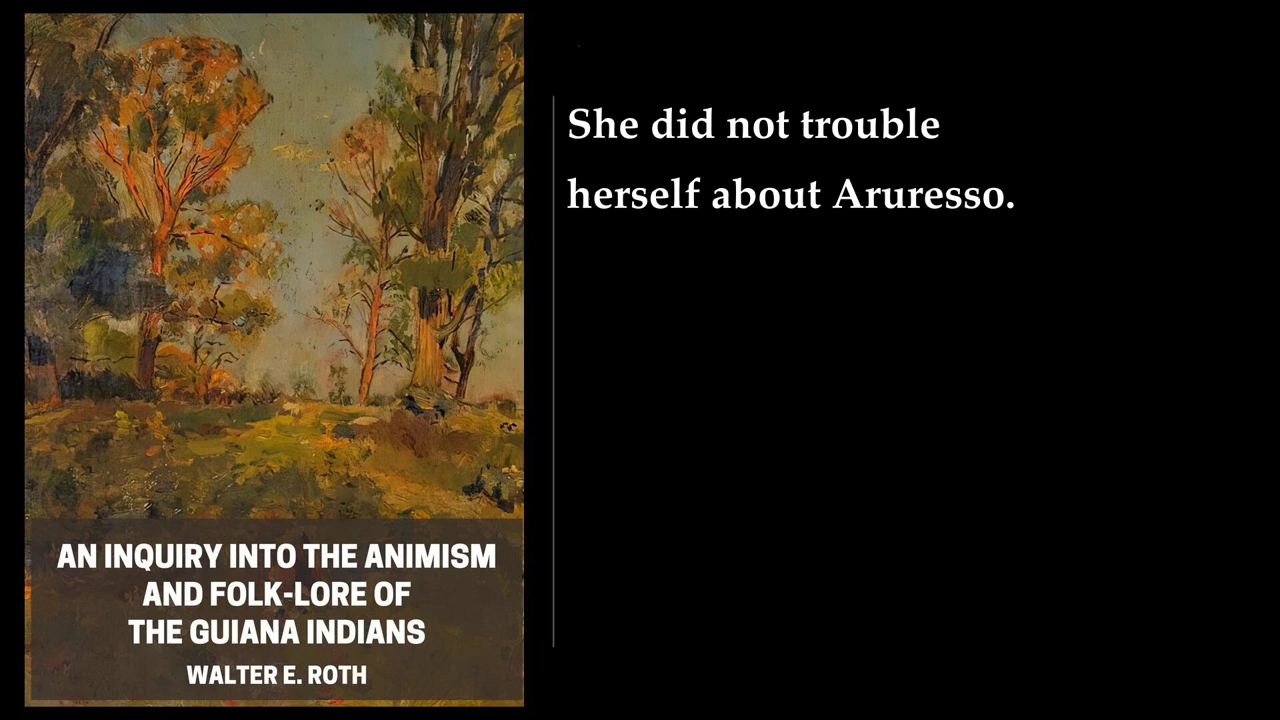 She did not trouble
herself about Aruresso.
AN INQUIRY INTO THE ANIMISM
AND FOLK-LORE OF
THE GUIANA INDIANS
WALTER E. ROTH